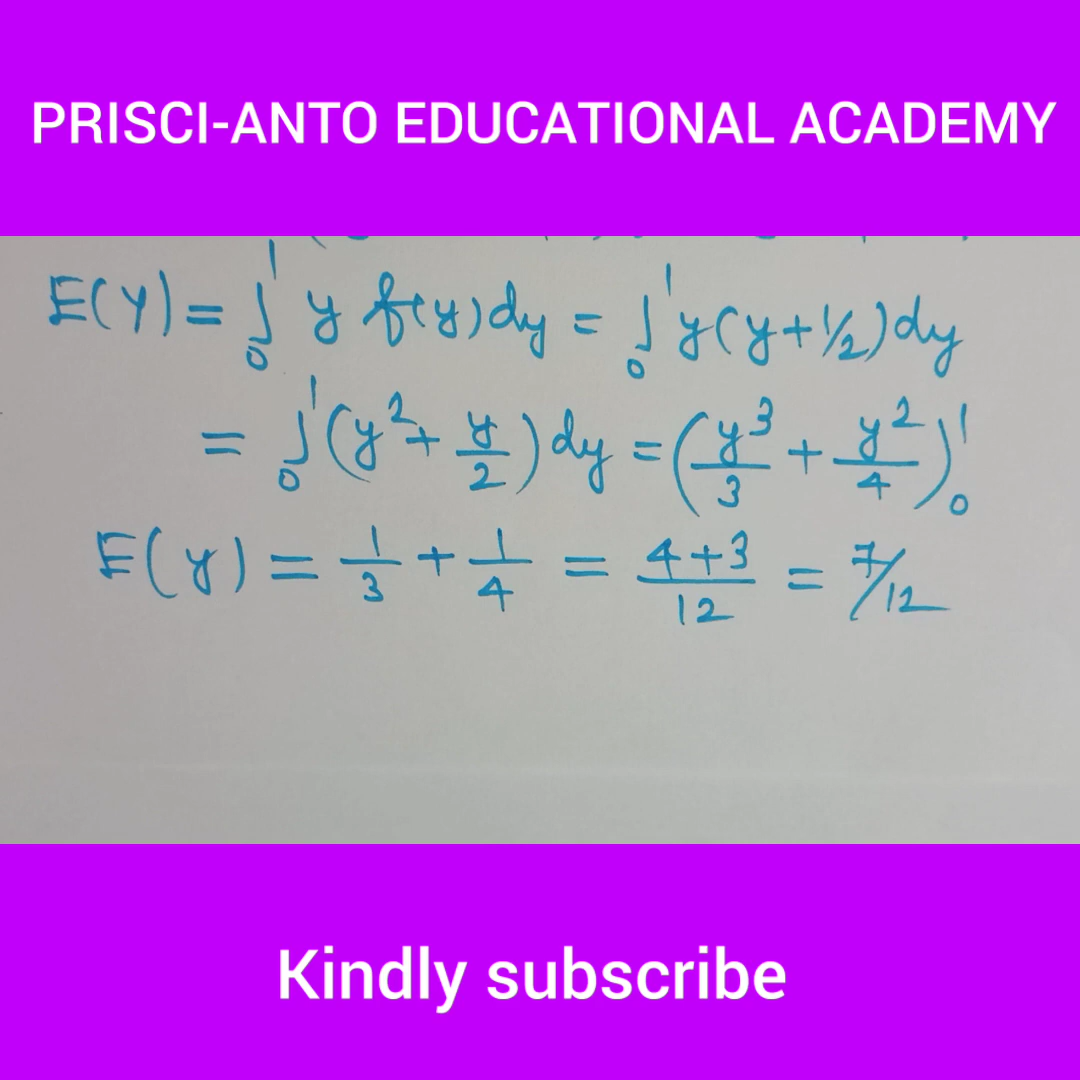 PRISCI-ANTO EDUCATIONAL ACADEMY
E(Y) = ∫₀¹ y f(y) dy = ∫₀¹ y(y + 1/2) dy
= ∫₀¹ (y² + y/2) dy = (y³/3 + y²/4)₀¹
E(y) = 1/3 + 1/4 = 4+3/12 = 7/12
Kindly subscribe